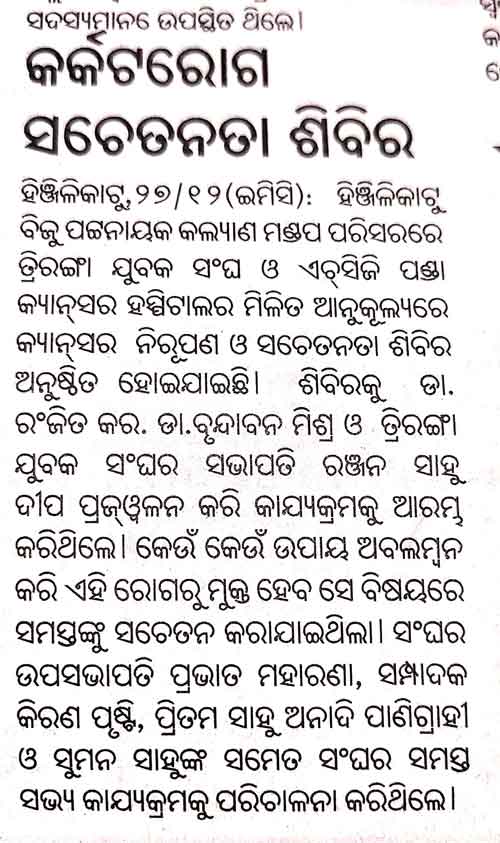 ସଦସ୍ୟମାନେ ଉପସ୍ଥିତ ଥିଲେ।
କର୍କଟରୋଗ
ସଚେତନତା ଶିବିର
ହିଞ୍ଜିଳିକାଟୁ,୨୭/୧୨(ଇମିସି): ହିଞ୍ଜିଳିକାଟୁ
ବିଜୁ ପଟ୍ଟନାୟକ କଲ୍ୟାଣ ମଣ୍ଡପ ପରିସରରେ
ତ୍ରିରଙ୍ଗା ଯୁବକ ସଂଘ ଓ ଏଚ୍‌ସିଜି ପଣ୍ଡା
କ୍ୟାନ୍‌ସର ହସ୍ପିଟାଲର ମିଳିତ ଆନୁକୂଲ୍ୟରେ
କ୍ୟାନ୍‌ସର ନିରୂପଣ ଓ ସଚେତନତା ଶିବିର
ଅନୁଷ୍ଠିତ ହୋଇଯାଇଛି। ଶିବିରକୁ ଡା.
ରଂଜିତ କର. ଡା.ବୃନ୍ଦାବନ ମିଶ୍ର ଓ ତ୍ରିରଙ୍ଗା
ଯୁବକ ସଂଘର ସଭାପତି ରଞ୍ଜନ ସାହୁ
ଦୀପ ପ୍ରଜ୍ୱଳନ କରି କାଯ୍ୟକ୍ରମକୁ ଆରମ୍ଭ
କରିଥିଲେ। କେଉଁ କେଉଁ ଉପାୟ ଅବଲମ୍ବନ
କରି ଏହି ରୋଗରୁ ମୁକ୍ତ ହେବ ସେ ବିଷୟରେ
ସମସ୍ତଙ୍କୁ ସଚେତନ କରାଯାଇଥିଲା। ସଂଘର
ଉପସଭାପତି ପ୍ରଭାତ ମହାରଣା, ସମ୍ପାଦକ
କିରଣ ପୃଷ୍ଟି, ପ୍ରିତମ ସାହୁ ଅନାଦି ପାଣିଗ୍ରାହୀ
ଓ ସୁମନ ସାହୁଙ୍କ ସମେତ ସଂଘର ସମସ୍ତ
ସଭ୍ୟ କାଯ୍ୟକ୍ରମକୁ ପରିଚାଳନା କରିଥିଲେ।